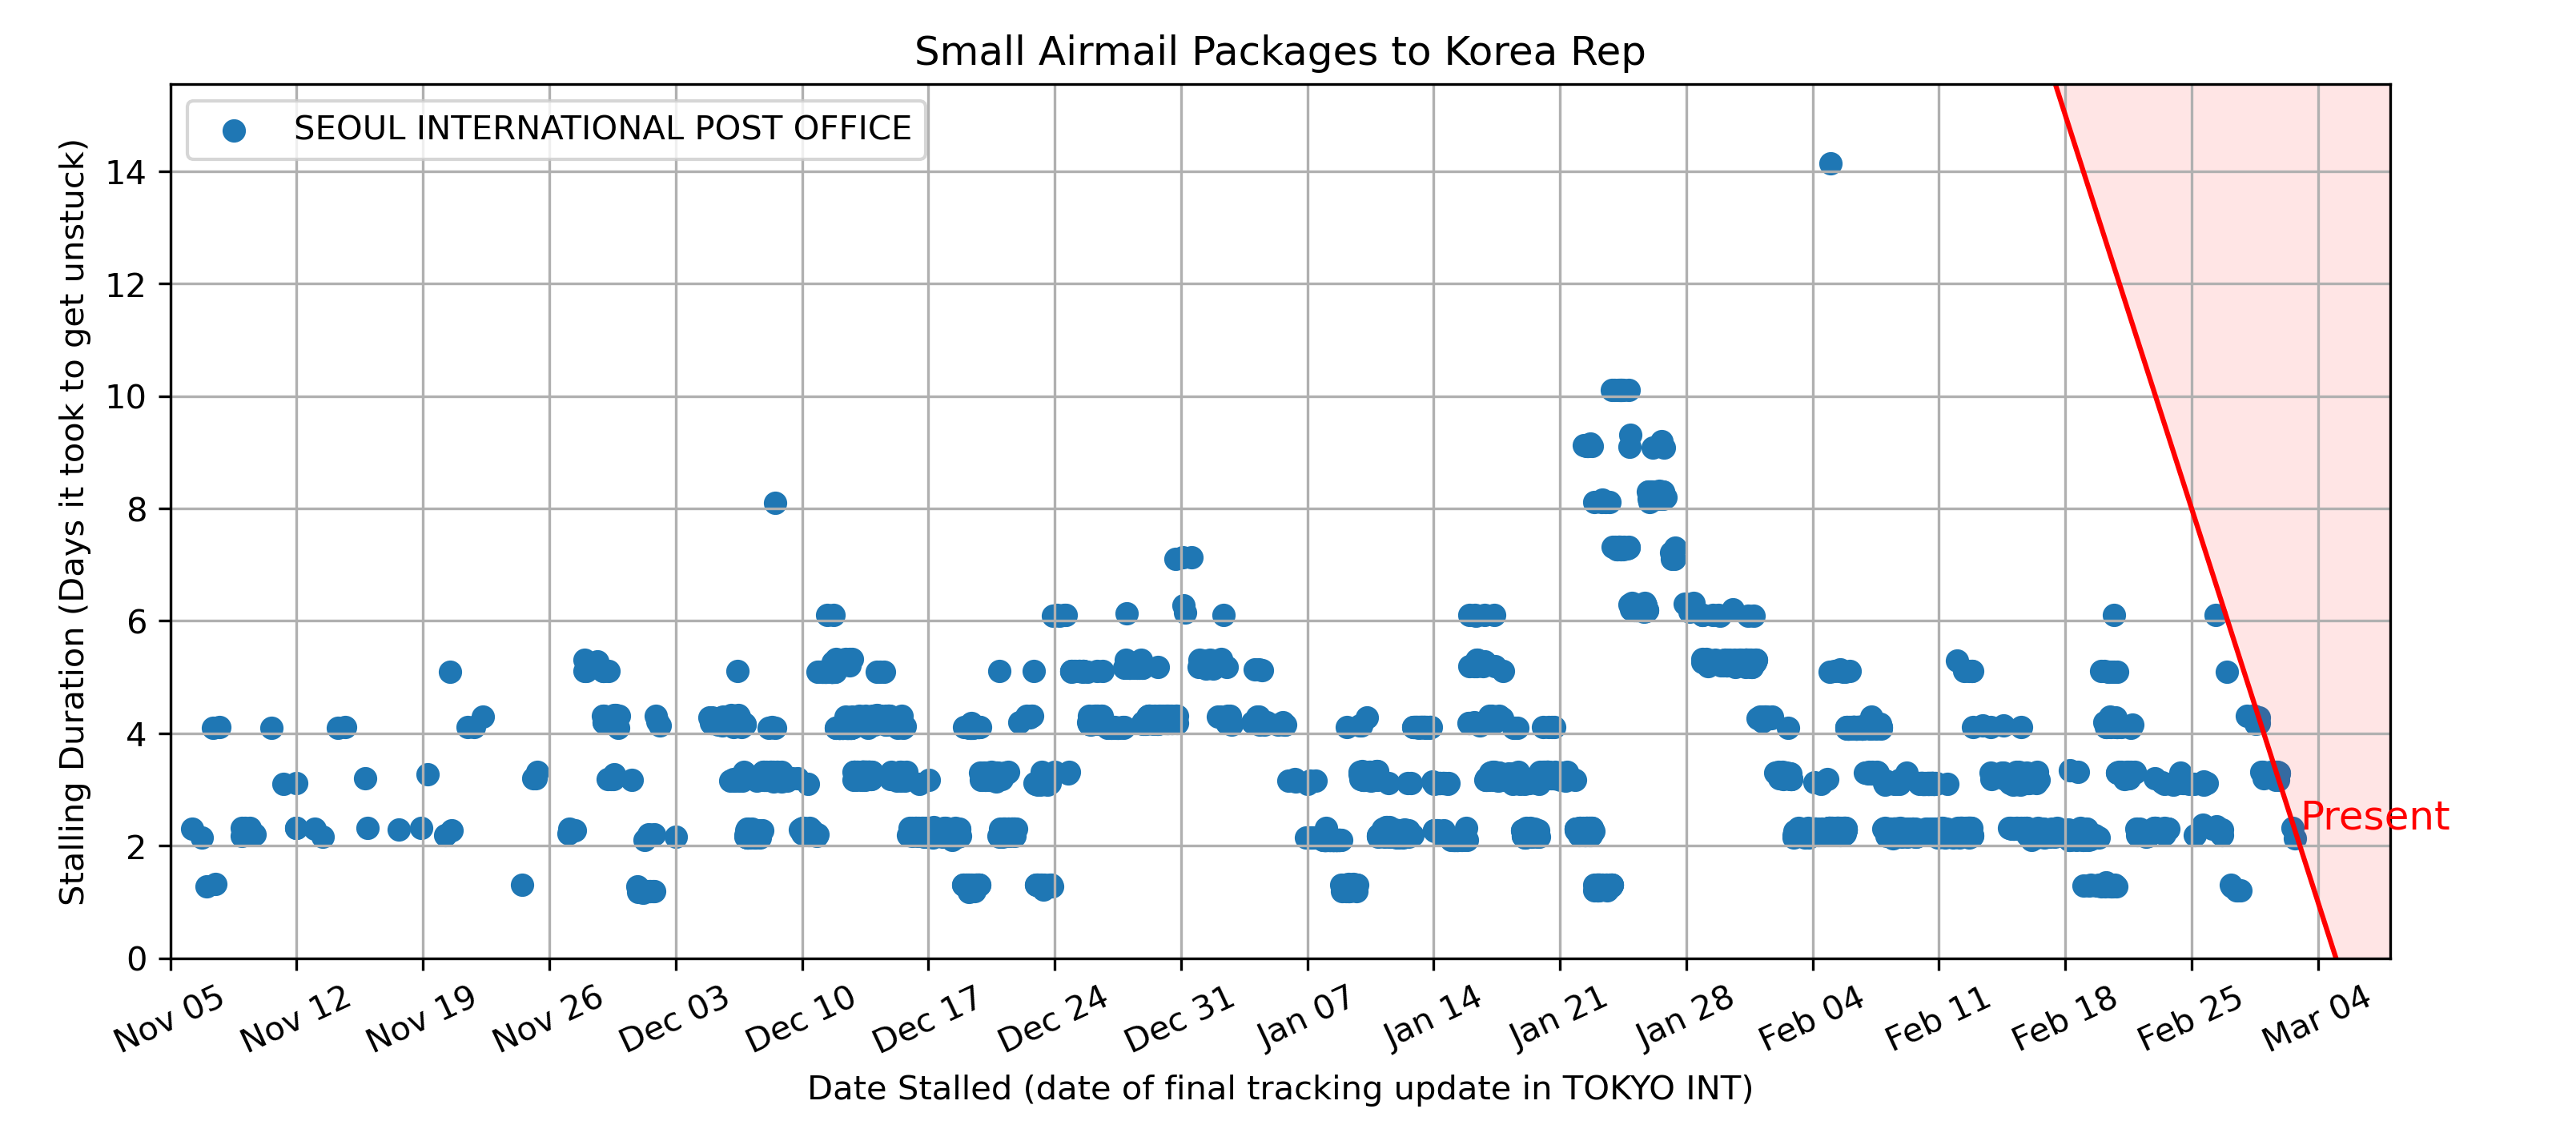 Small Airmail Packages to Korea Rep
SEOUL INTERNATIONAL POST OFFICE
Stalling Duration (Days it took to get unstuck)
14
12
10
8
6
4
2
0
Present
Nov 05
Nov 12
Nov 19
Nov 26
Dec 03
Dec 10
Dec 17
Dec 24
Dec 31
Jan 07
Jan 14
Jan 21
Jan 28
Feb 04
Feb 11
Feb 18
Feb 25
Mar 04
Date Stalled (date of final tracking update in TOKYO INT)